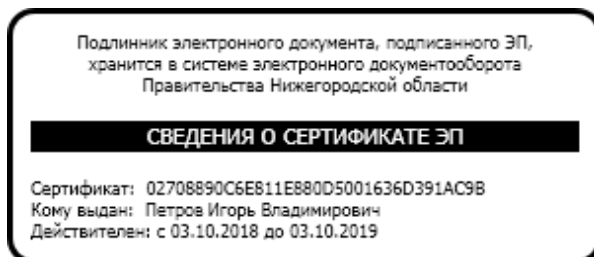 Подлинник электронного документа, подписанного ЭП,
хранится в системе электронного документооборота
Правительства Нижегородской области
СВЕДЕНИЯ О СЕРТИФИКАТЕ ЭП
Сертификат: 02708890C6E811E880D5001636D391AC9B
Кому выдан: Петров Игорь Владимирович
Действителен: с 03.10.2018 до 03.10.2019